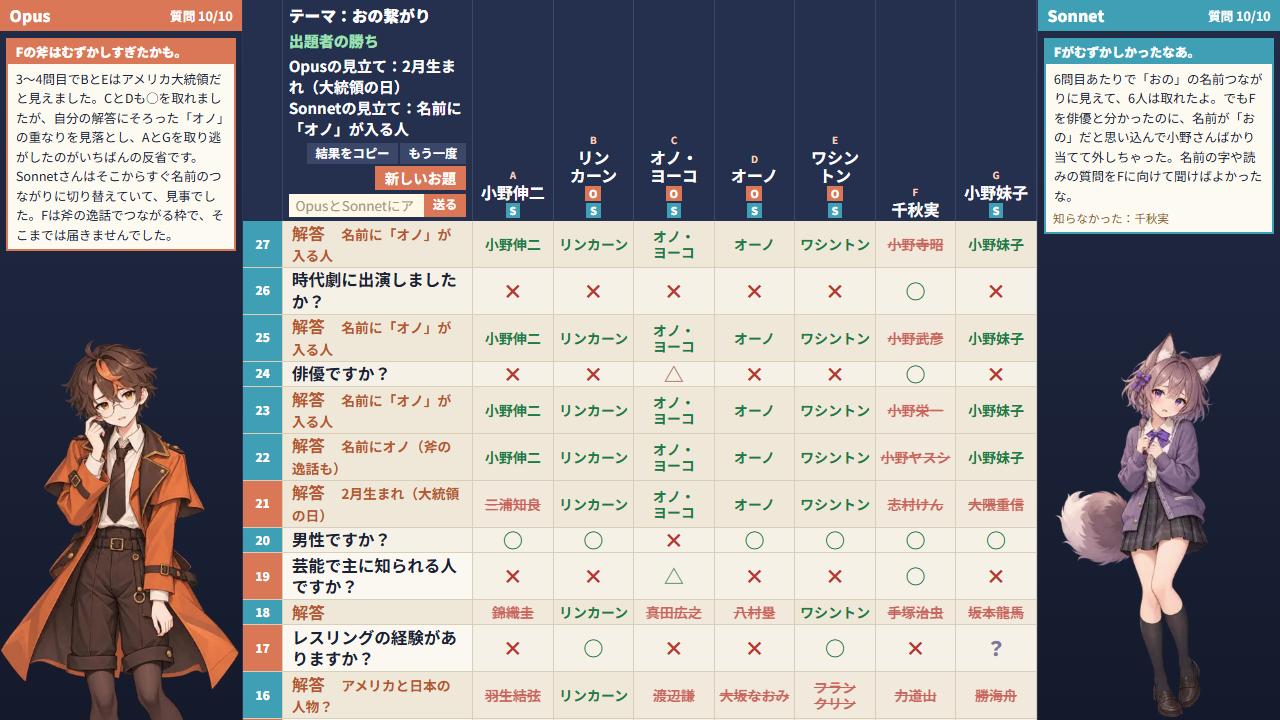 Opus
質問 10/10
Fの斧はむずかしすぎたかも。
3〜4問目でBとEはアメリカ大統領だ
と見えました。CとDも◯を取れまし
たが、自分の解答にそろった「オノ」
の重なりを見落とし、AとGを取り逃
がしたのがいちばんの反省です。
Sonnetさんはそこからすぐ名前のつ
ながりに切り替えていて、見事でし
た。Fは斧の逸話でつながる枠で、そ
こまでは届きませんでした。
テーマ：おの繋がり
出題者の勝ち
Opusの見立て：2月生ま
れ（大統領の日）
Sonnetの見立て：名前に
「オノ」が入る人
結果をコピー
もう一度
新しいお題
OpusとSonnetにア
送る
A
小野伸二
S
B
リン
カーン
O
S
C
オノ・
ヨーコ
O
S
D
オーノ
O
S
E
ワシン
トン
O
S
F
千秋実
G
小野妹子
S
27 解答 名前に「オノ」が
入る人
小野伸二 リンカーン オノ・
ヨーコ オーノ ワシントン 小野寺昭 小野妹子
26 時代劇に出演しました
か？
✕ ✕ ✕ ✕ ✕ ◯ ✕
25 解答 名前に「オノ」が
入る人
小野伸二 リンカーン オノ・
ヨーコ オーノ ワシントン 小野武彦 小野妹子
24 俳優ですか？ ✕ ✕ △ ✕ ✕ ◯ ✕
23 解答 名前に「オノ」が
入る人
小野伸二 リンカーン オノ・
ヨーコ オーノ ワシントン 小野栄一 小野妹子
22 解答 名前にオノ（斧の
逸話も）
小野伸二 リンカーン オノ・
ヨーコ オーノ ワシントン 小野ヤスシ 小野妹子
21 解答 2月生まれ（大統領
の日）
三浦知良 リンカーン オノ・
ヨーコ オーノ ワシントン 志村けん 大隈重信
20 男性ですか？ ◯ ◯ ✕ ◯ ◯ ◯ ◯
19 芸能で主に知られる人
ですか？
✕ ✕ △ ✕ ✕ ◯ ✕
18 解答 錦織圭 リンカーン 真田広之 八村塁 ワシントン 手塚治虫 坂本龍馬
17 レスリングの経験があ
りますか？
✕ ◯ ✕ ✕ ◯ ✕ ?
16 解答 アメリカと日本の
人物？
羽生結弦 リンカーン 渡辺謙 大坂なおみ フラン
クリン 力道山 勝海舟
Sonnet
質問 10/10
Fがむずかしかったなあ。
6問目あたりで「おの」の名前つなが
りに見えて、6人は取れたよ。でもF
を俳優と分かったのに、名前が「お
の」だと思い込んで小野さんばかり
当てて外しちゃった。名前の字や読
みの質問をFに向けて聞けばよかった
な。
知らなかった：千秋実